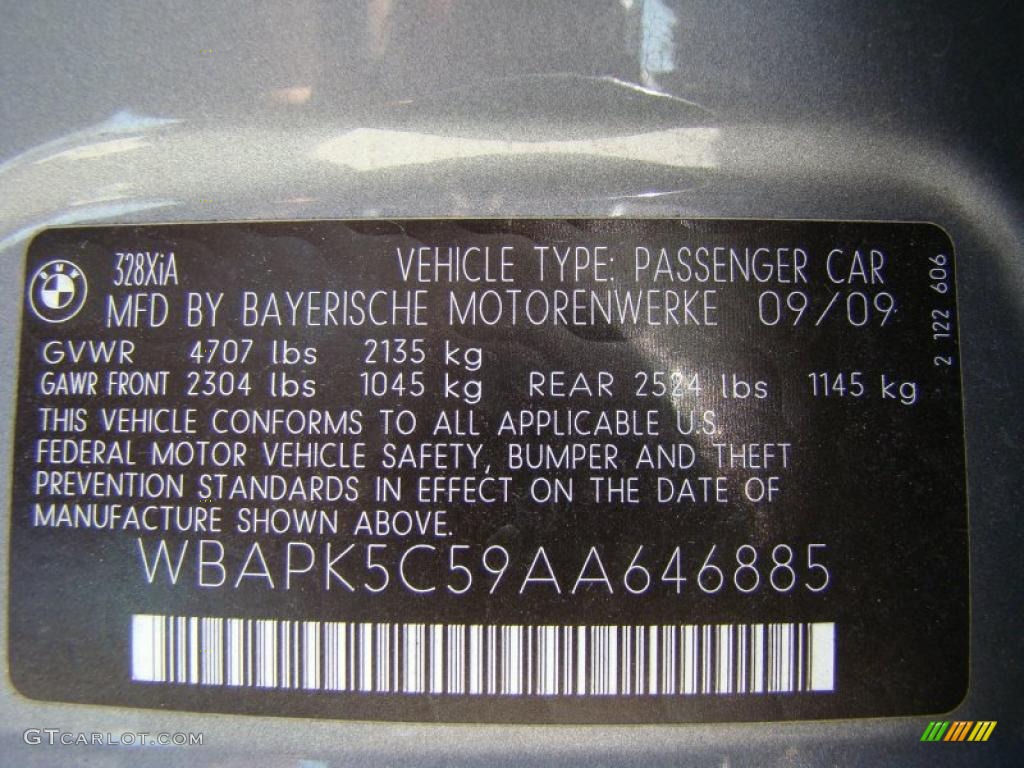 BMW
328XiA VEHICLE TYPE: PASSENGER CAR
MFD BY BAYERISCHE MOTORENWERKE 09/09
GVWR 4707 lbs 2135 kg
GAWR FRONT 2304 lbs 1045 kg REAR 2524 lbs 1145 kg
THIS VEHICLE CONFORMS TO ALL APPLICABLE U.S.
FEDERAL MOTOR VEHICLE SAFETY, BUMPER AND THEFT
PREVENTION STANDARDS IN EFFECT ON THE DATE OF
MANUFACTURE SHOWN ABOVE.
WBAPK5C59AA646885
2 122 606
GTCARLOT.COM